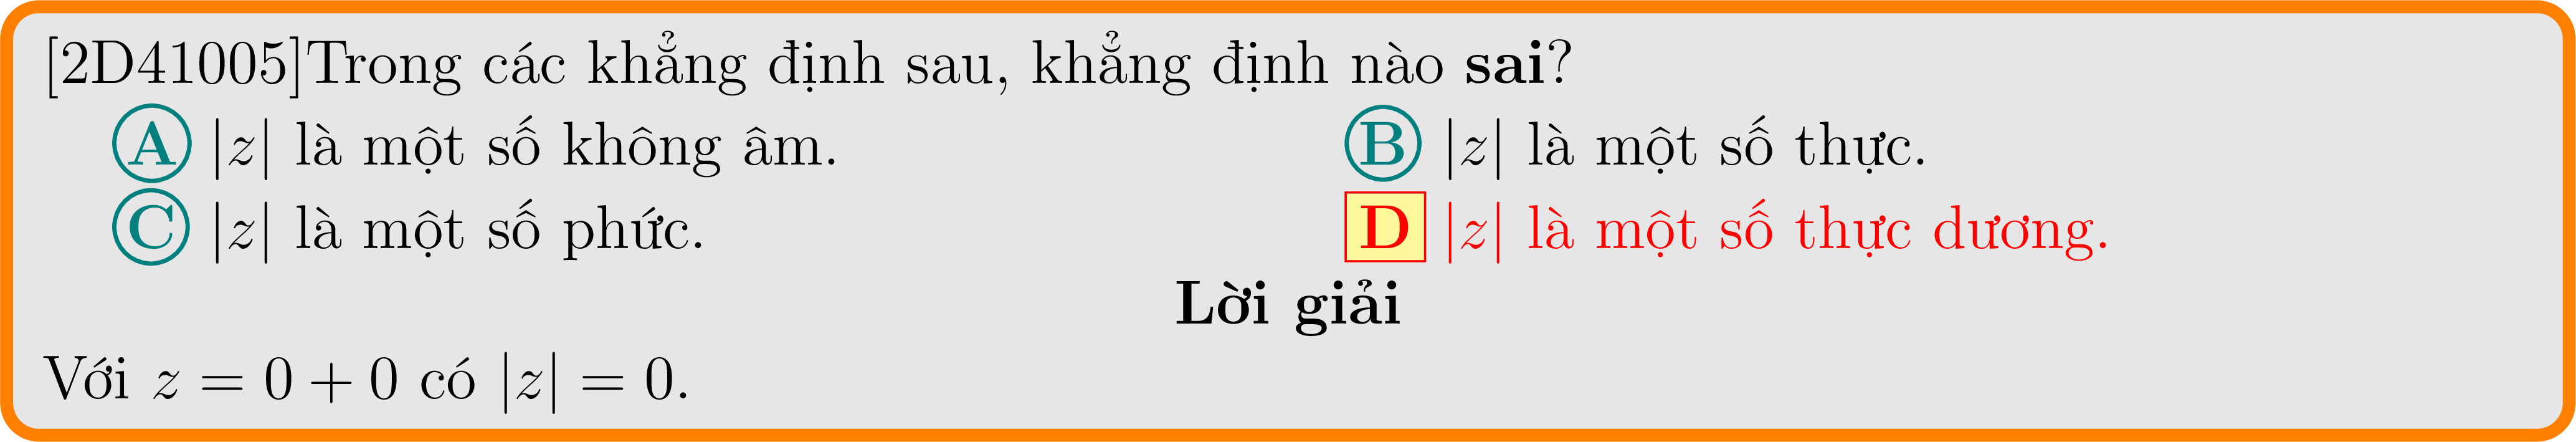 [2D41005]Trong các khẳng định sau, khẳng định nào sai?
A |z| là một số không âm. B |z| là một số thực.
C |z| là một số phức. D |z| là một số thực dương.
Lời giải
Với z = 0 + 0 có |z| = 0.